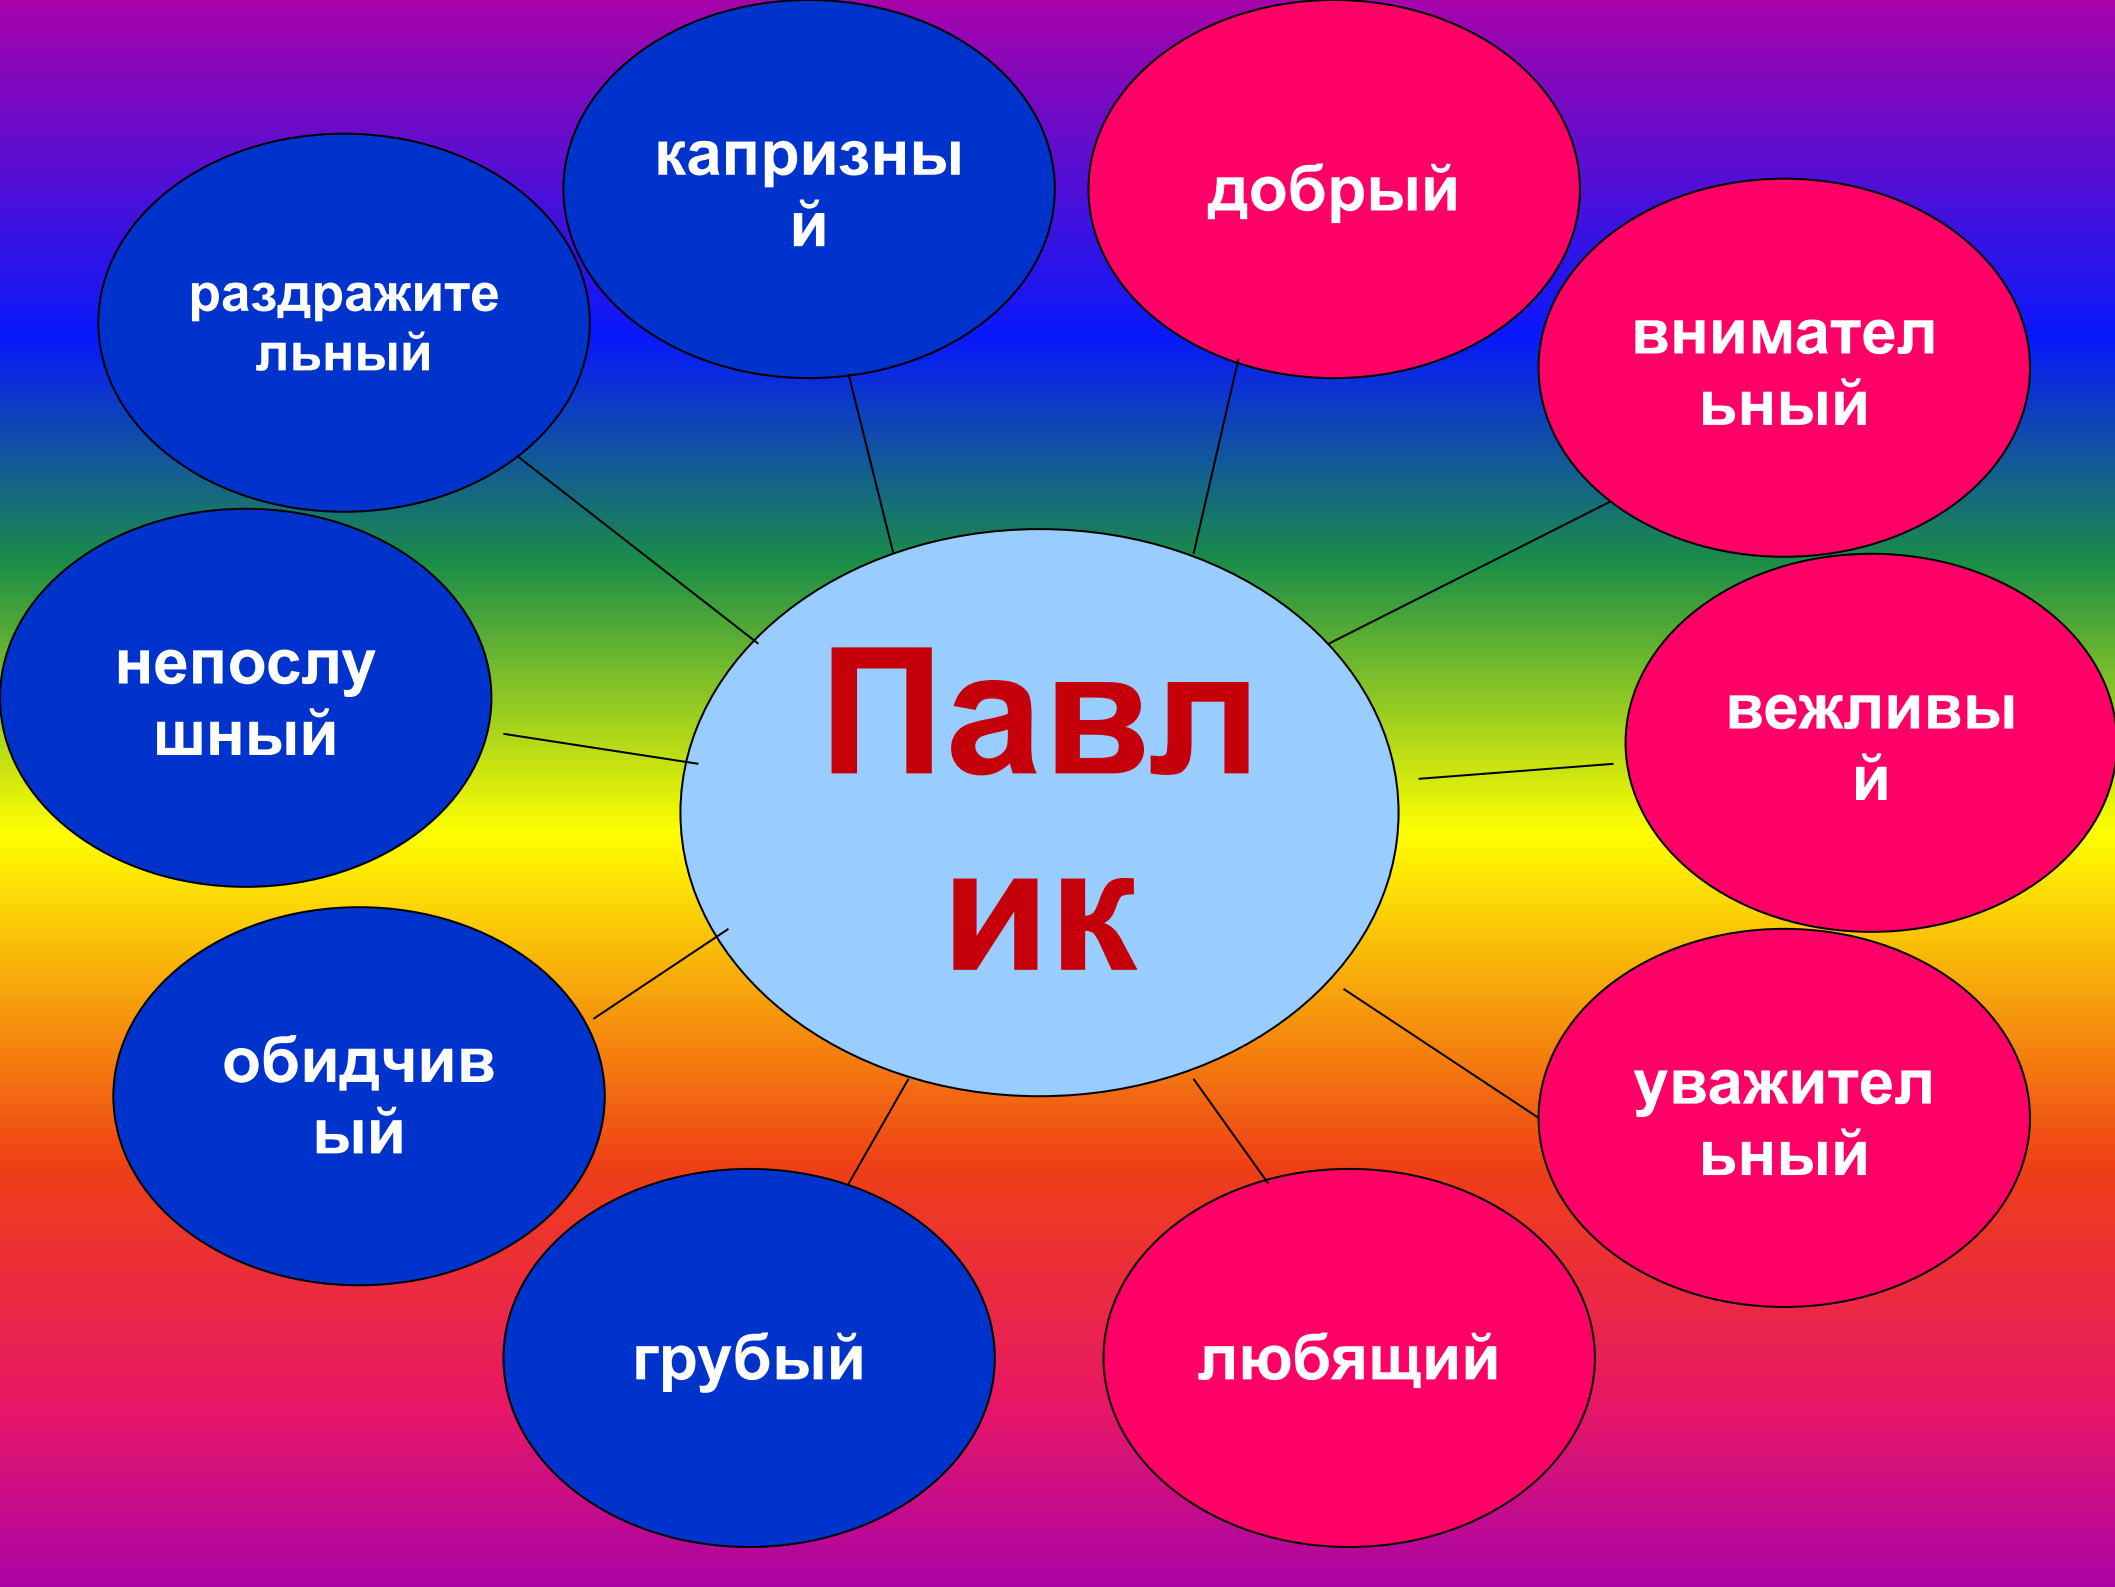 капризны
й
добрый
раздражите
льный
внимател
ьный
непослу
шный
Павл
ик
вежливы
й
обидчив
ый
уважител
ьный
грубый
любящий